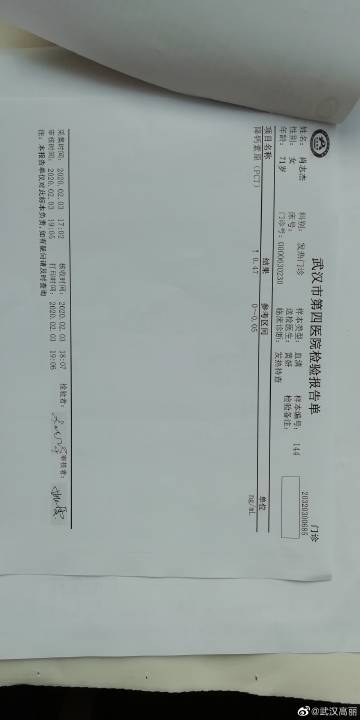 武汉市第四医院检验报告单
门诊
20320300686
姓名: 肖志杰 科别: 发热门诊 样本类型: 血清 样本编号: 144
性别: 女 床号: 送检医生: 黄妍 检验备注:
年龄: 71岁 门诊号: 0000630230 临床诊断: 发热待查
项目名称 结果 参考区间 单位
降钙素原(PCT) ↑ 0.47 0~0.05 ng/mL
采集时间: 2020.02.03 17:02 核收时间: 2020.02.03 18:07 检验者: 审核者:
审核时间: 2020.02.03 19:05 打印时间: 2020.02.03 19:06
注: 本报告单仅对此标本负责,如有疑问请及时查询
@武汉高丽